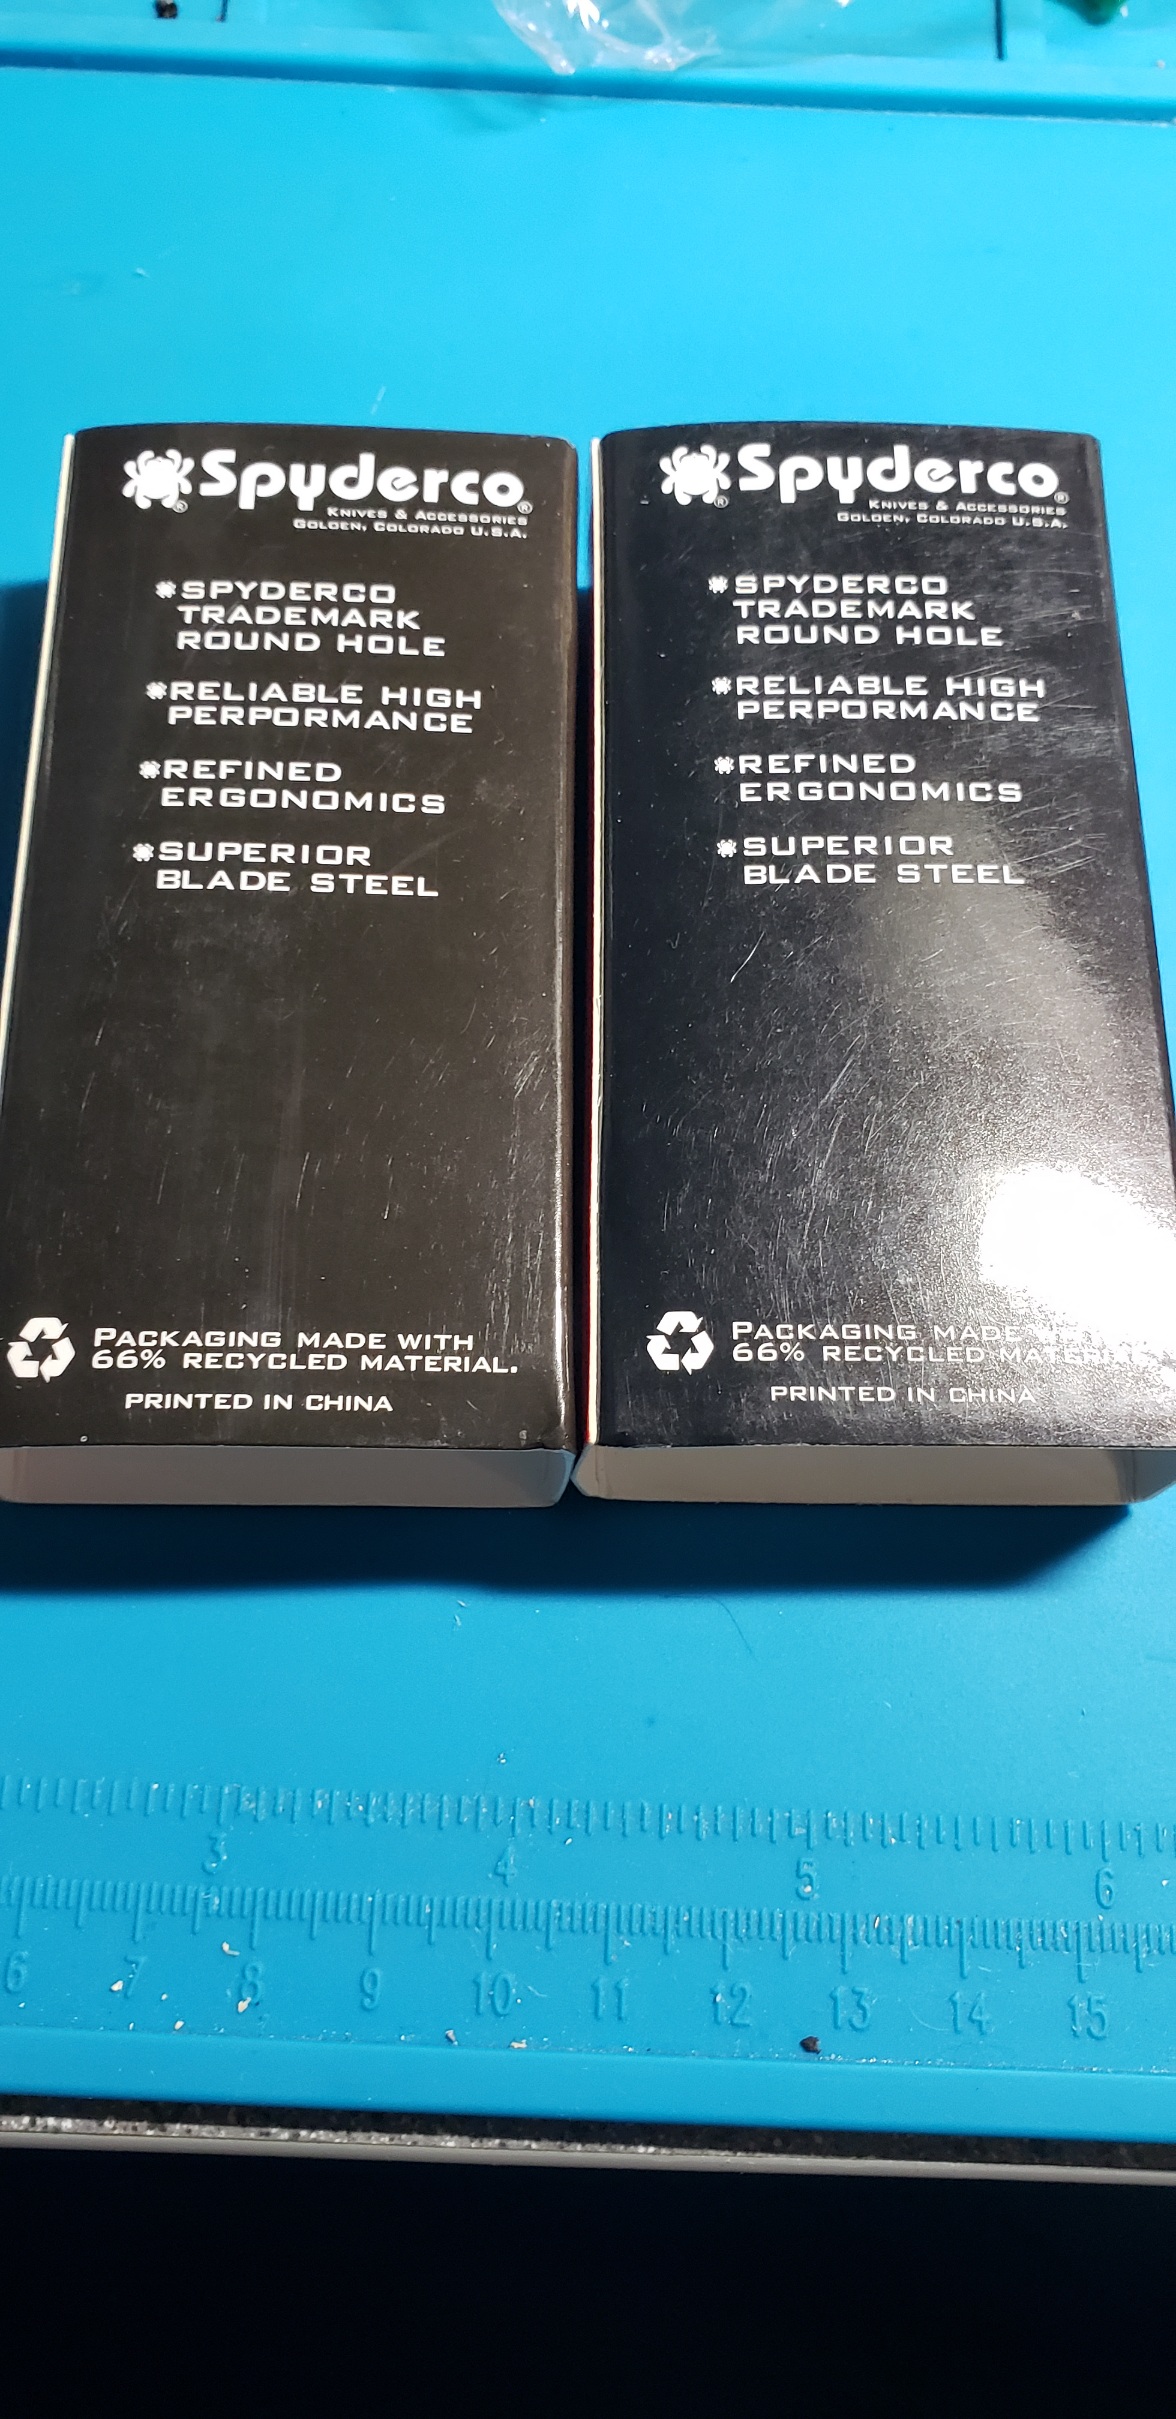 Spyderco®
KNIVES & ACCESSORIES
GOLDEN, COLORADO U.S.A.
SPYDERCO
TRADEMARK
ROUND HOLE
RELIABLE HIGH
PERPORMANCE
REFINED
ERGONOMICS
SUPERIOR
BLADE STEEL
PACKAGING MADE WITH
66% RECYCLED MATERIAL.
PRINTED IN CHINA
Spyderco®
KNIVES & ACCESSORIES
GOLDEN, COLORADO U.S.A.
SPYDERCO
TRADEMARK
ROUND HOLE
RELIABLE HIGH
PERPORMANCE
REFINED
ERGONOMICS
SUPERIOR
BLADE STEEL
PACKAGING MADE
66% RECYCLED MATERIAL
PRINTED IN CHINA
3 4 5 6
6 7 8 9 10 11 12 13 14 15